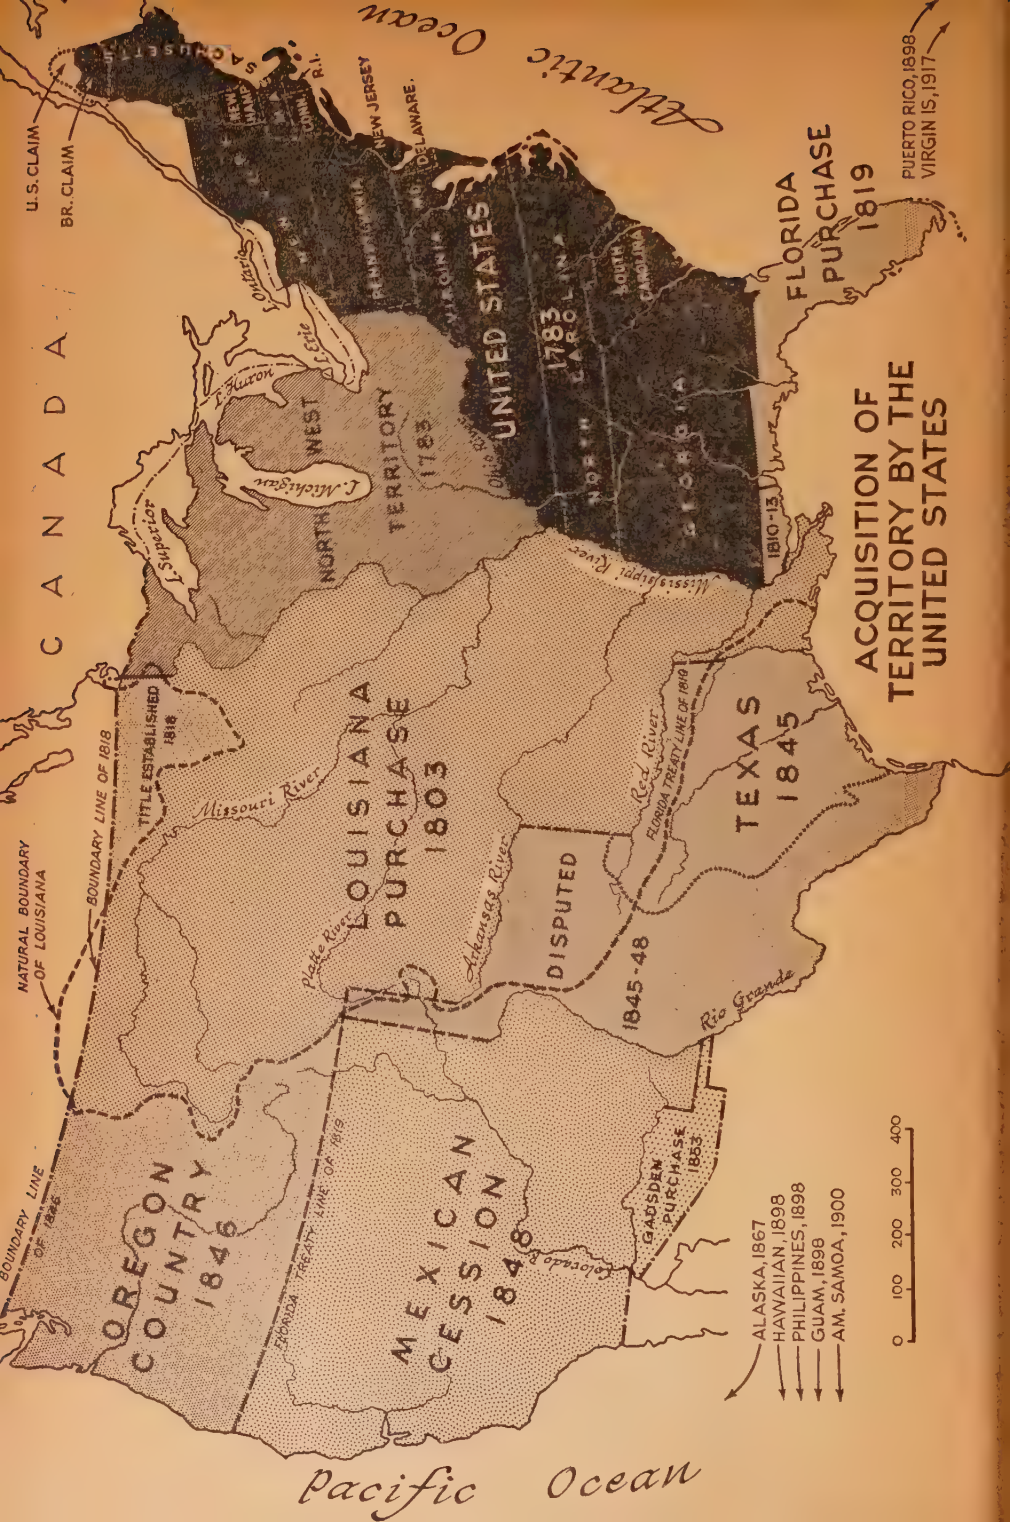 ACQUISITION OF
TERRITORY BY THE
UNITED STATES
CANADA
Pacific Ocean
Atlantic Ocean
BOUNDARY LINE
OF 1846
NATURAL BOUNDARY
OF LOUISIANA
BOUNDARY LINE OF 1818
U.S. CLAIM
BR. CLAIM
OREGON
COUNTRY
1846
TITLE ESTABLISHED
1818
L. Superior
L. Michigan
L. Huron
L. Erie
L. Ontario
NORTH WEST
TERRITORY
1783
Ohio River
Missouri River
Platte River
LOUISIANA
PURCHASE
1803
Mississippi River
FLORIDA TREATY LINE OF 1819
MEXICAN
CESSION
1848
Colorado R.
GADSDEN
PURCHASE
1853
Arkansas River
DISPUTED
1845-48
Red River
FLORIDA TREATY LINE OF 1819
TEXAS
1845
Rio Grande
UNITED STATES
1783
NEW
HAMP.
CONN.
R.I.
NEW JERSEY
DELAWARE.
MD.
PENNSYLVANIA
VIRGINIA
NORTH CAROLINA
SOUTH
CAROLINA
GEORGIA
1810-13
FLORIDA
PURCHASE
1819
PUERTO RICO, 1898
VIRGIN IS, 1917
ALASKA, 1867
HAWAIIAN, 1898
PHILIPPINES, 1898
GUAM, 1898
AM. SAMOA, 1900
0 100 200 300 400